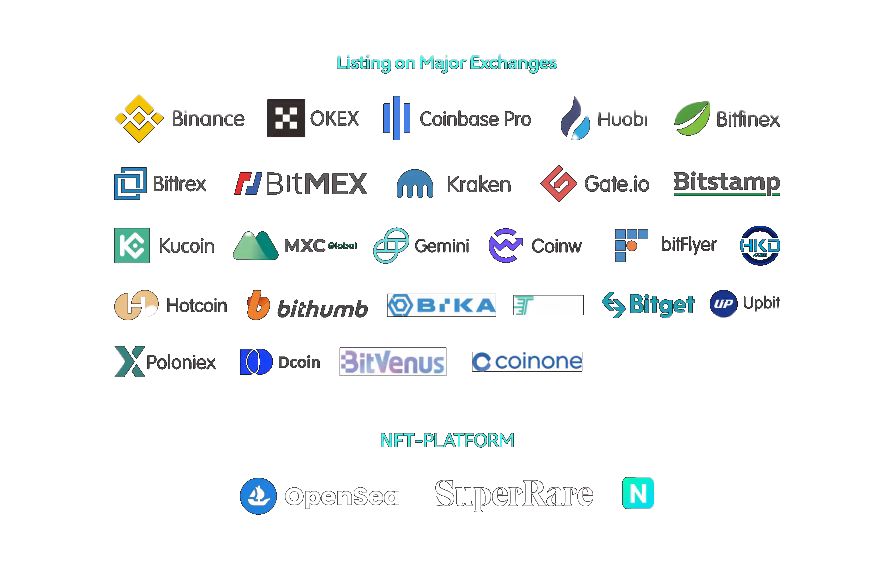 Listing on Major Exchanges
Binance OKEX Coinbase Pro Huobi Bitfinex
Bittrex BitMEX Kraken Gate.io Bitstamp
Kucoin MXC Global Gemini Coinw bitFlyer HKD
Hotcoin bithumb BIKA Bitget UP Upbit
Poloniex Dcoin BitVenus coinone
NFT-PLATFORM
OpenSea SuperRare N